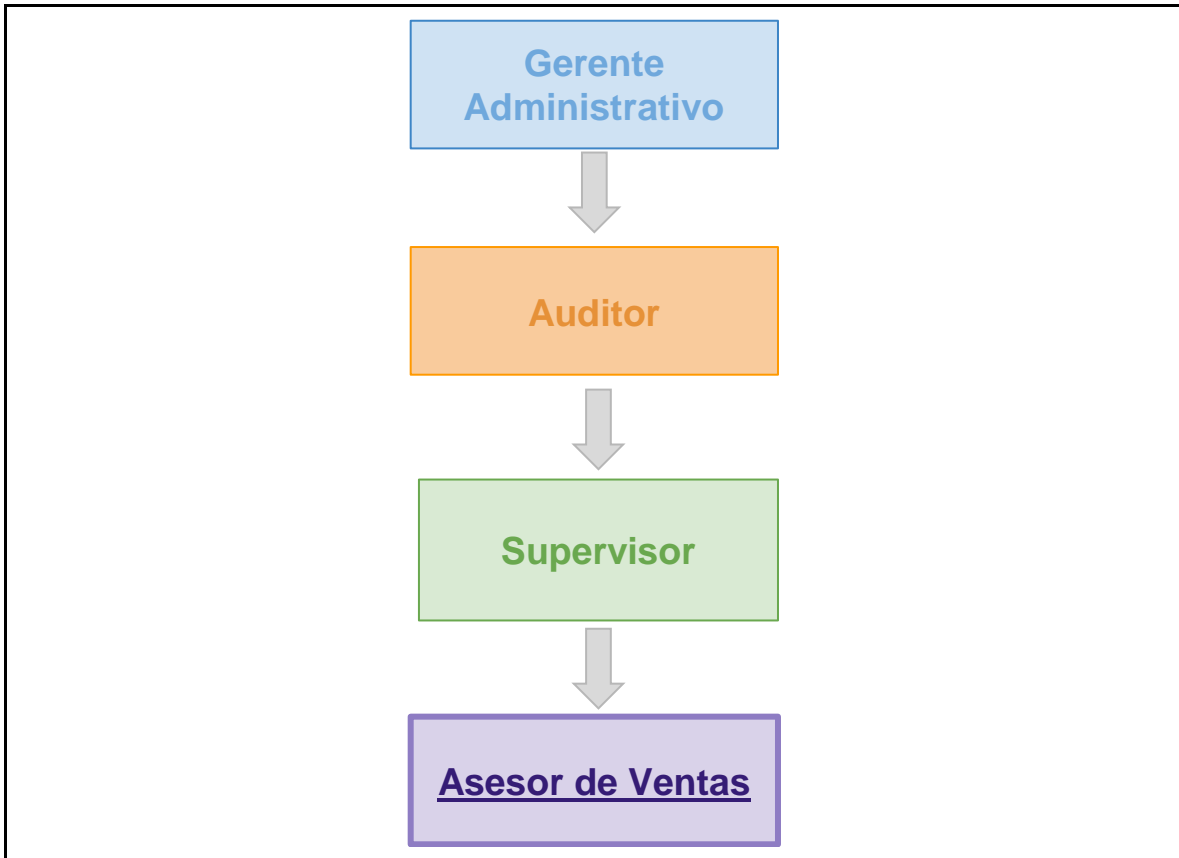 Gerente
Administrativo
Auditor
Supervisor
Asesor de Ventas